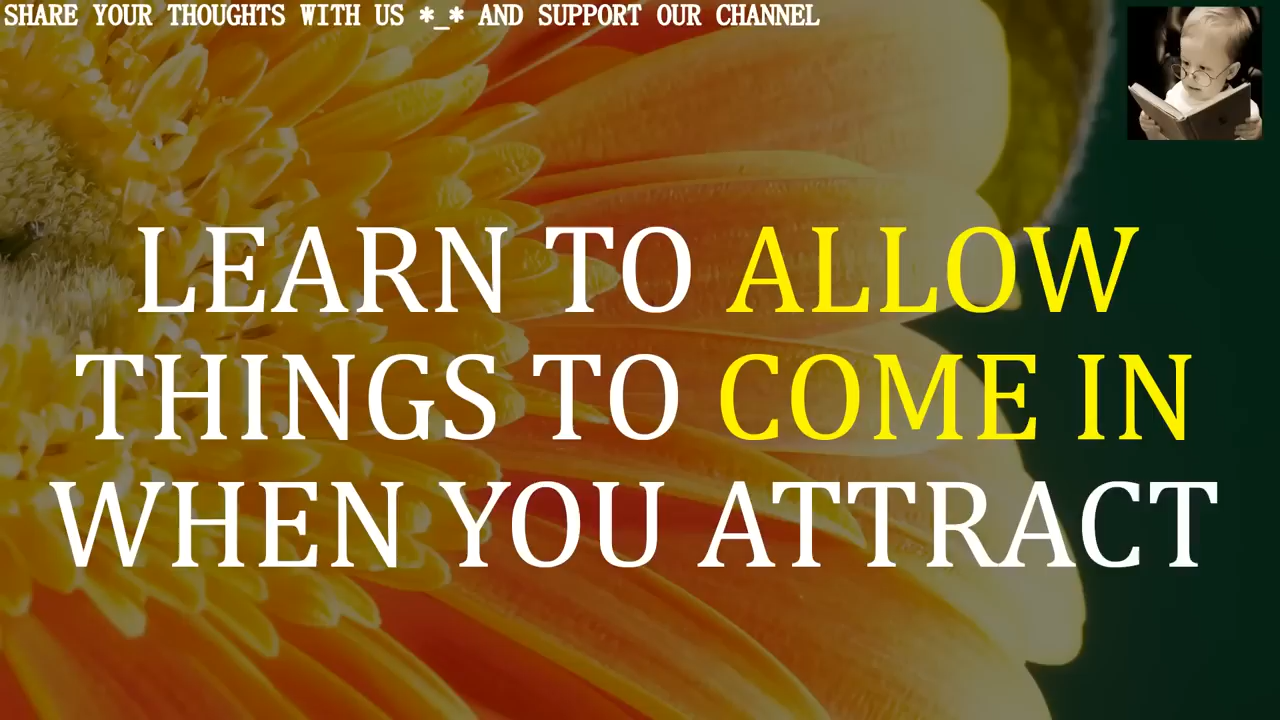 SHARE YOUR THOUGHTS WITH US *_* AND SUPPORT OUR CHANNEL
LEARN TO ALLOW
THINGS TO COME IN
WHEN YOU ATTRACT